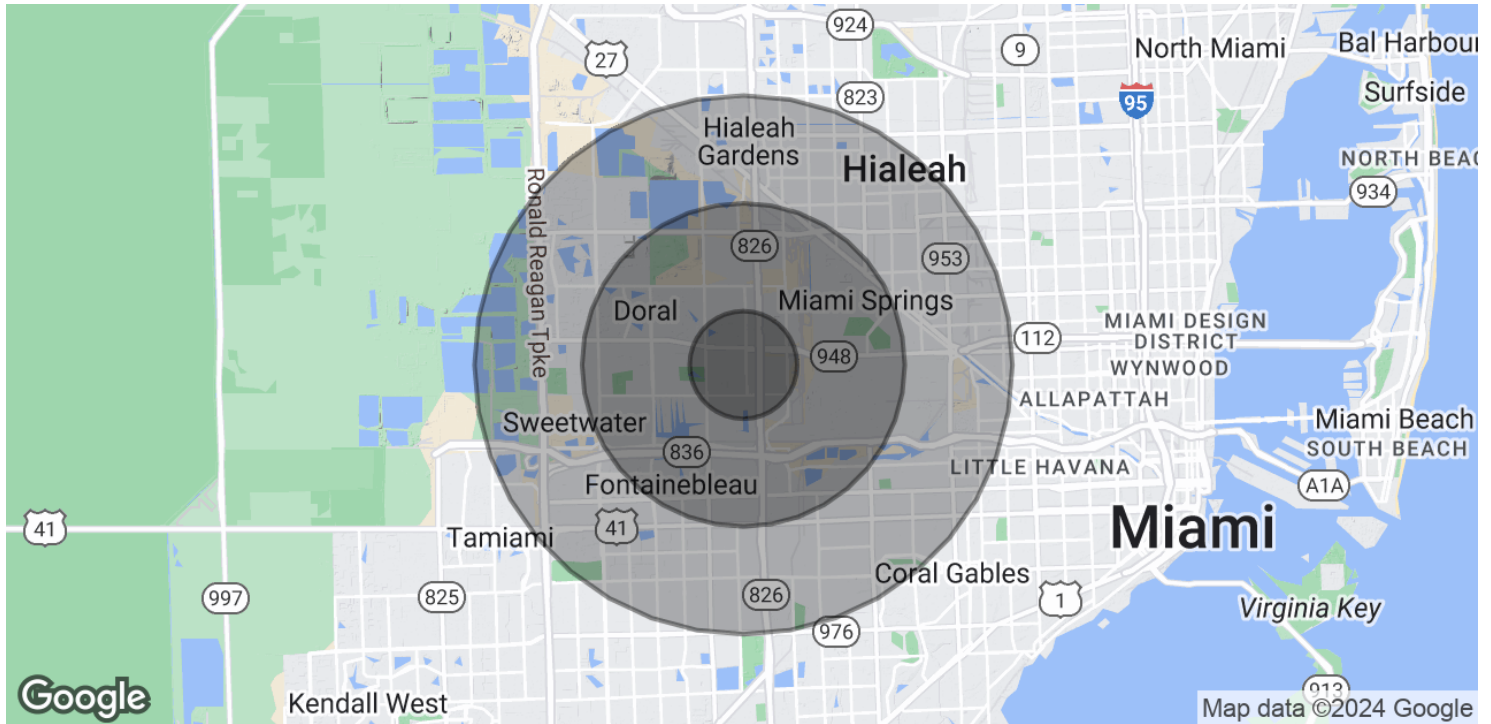 924
9
North Miami
Bal Harbour
27
Surfside
823
95
Hialeah
Gardens
Hialeah
NORTH BEAC
934
Ronald Reagan Tpke
826
953
Doral
Miami Springs
MIAMI DESIGN
DISTRICT
112
948
WYNWOOD
ALLAPATTAH
Sweetwater
Miami Beach
SOUTH BEACH
836
LITTLE HAVANA
Fontainebleau
A1A
41
41
Miami
Tamiami
Coral Gables
997
825
826
1
Virginia Key
976
913
Google
Kendall West
Map data ©2024 Google